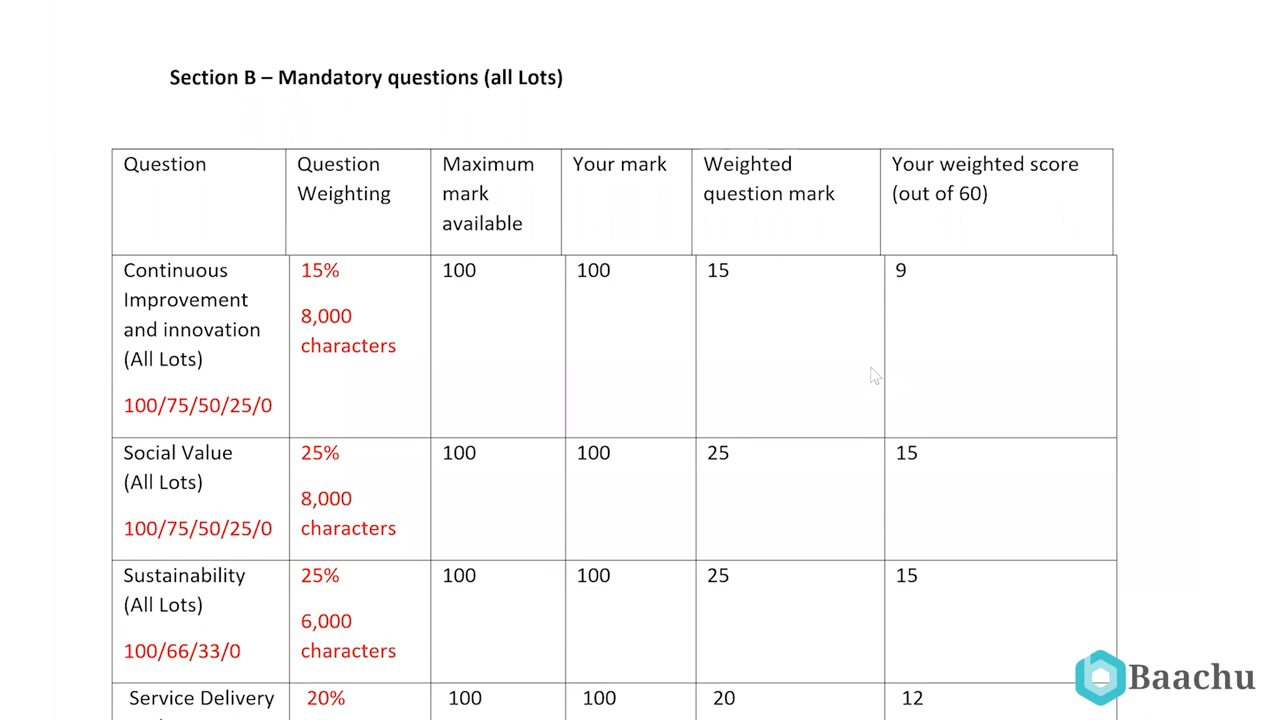 Section B – Mandatory questions (all Lots)
Question
Question
Weighting
Maximum
mark
available
Your mark
Weighted
question mark
Your weighted score
(out of 60)
Continuous
Improvement
and innovation
(All Lots)
100/75/50/25/0
15%
8,000
characters
100
100
15
9
Social Value
(All Lots)
100/75/50/25/0
25%
8,000
characters
100
100
25
15
Sustainability
(All Lots)
100/66/33/0
25%
6,000
characters
100
100
25
15
Service Delivery
20%
100
100
20
12
Baachu